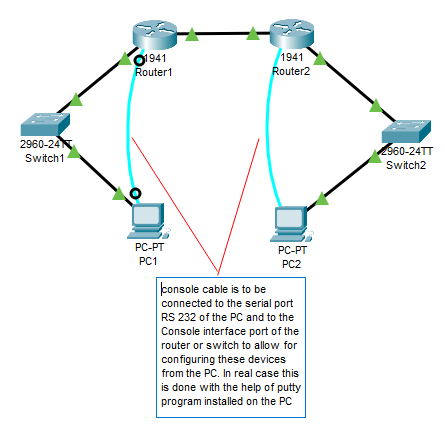 1941
Router1
1941
Router2
2960-24TT
Switch1
2960-24TT
Switch2
PC-PT
PC1
PC-PT
PC2
console cable is to be
connected to the serial port
RS 232 of the PC and to the
Console interface port of the
router or switch to allow for
configuring these devices
from the PC. In real case this
is done with the help of putty
program installed on the PC